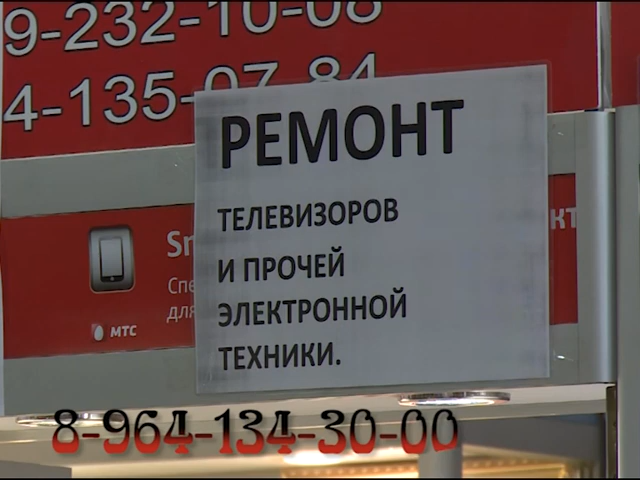 9-232-10-08
4-135-07-84
РЕМОНТ
ТЕЛЕВИЗОРОВ
И ПРОЧЕЙ
ЭЛЕКТРОННОЙ
ТЕХНИКИ.
МТС
8-964-134-30-00